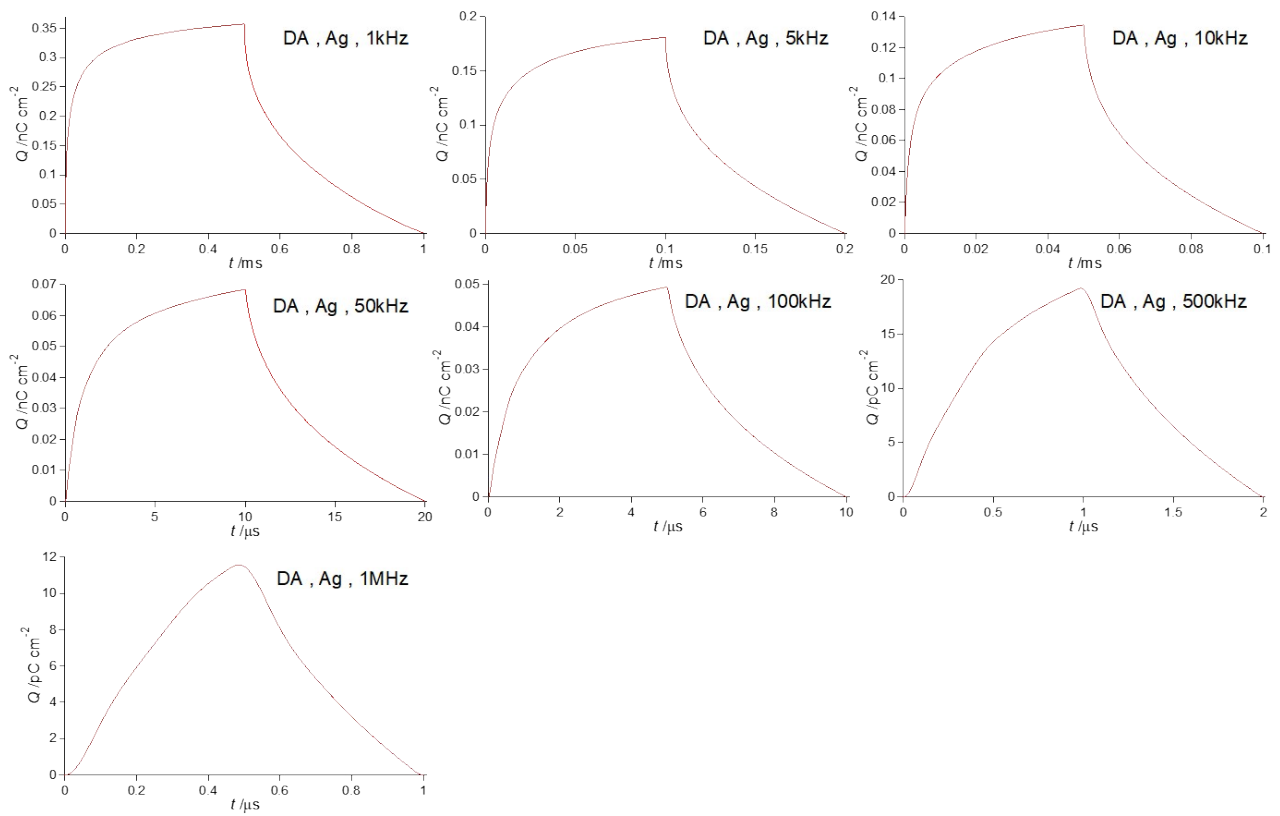 DA , Ag , 1kHz
Q /nC cm-2
0.35
0.3
0.25
0.2
0.15
0.1
0.05
0
0 0.2 0.4 0.6 0.8 1
t /ms
DA , Ag , 5kHz
Q /nC cm-2
0.2
0.15
0.1
0.05
0
0 0.05 0.1 0.15 0.2
t /ms
DA , Ag , 10kHz
Q /nC cm-2
0.14
0.12
0.1
0.08
0.06
0.04
0.02
0
0 0.02 0.04 0.06 0.08 0.1
t /ms
DA , Ag , 50kHz
Q /nC cm-2
0.07
0.06
0.05
0.04
0.03
0.02
0.01
0
0 5 10 15 20
t /μs
DA , Ag , 100kHz
Q /nC cm-2
0.05
0.04
0.03
0.02
0.01
0
0 2 4 6 8 10
t /μs
DA , Ag , 500kHz
Q /pC cm-2
20
15
10
5
0
0 0.5 1 1.5 2
t /μs
DA , Ag , 1MHz
Q /pC cm-2
12
10
8
6
4
2
0
0 0.2 0.4 0.6 0.8 1
t /μs